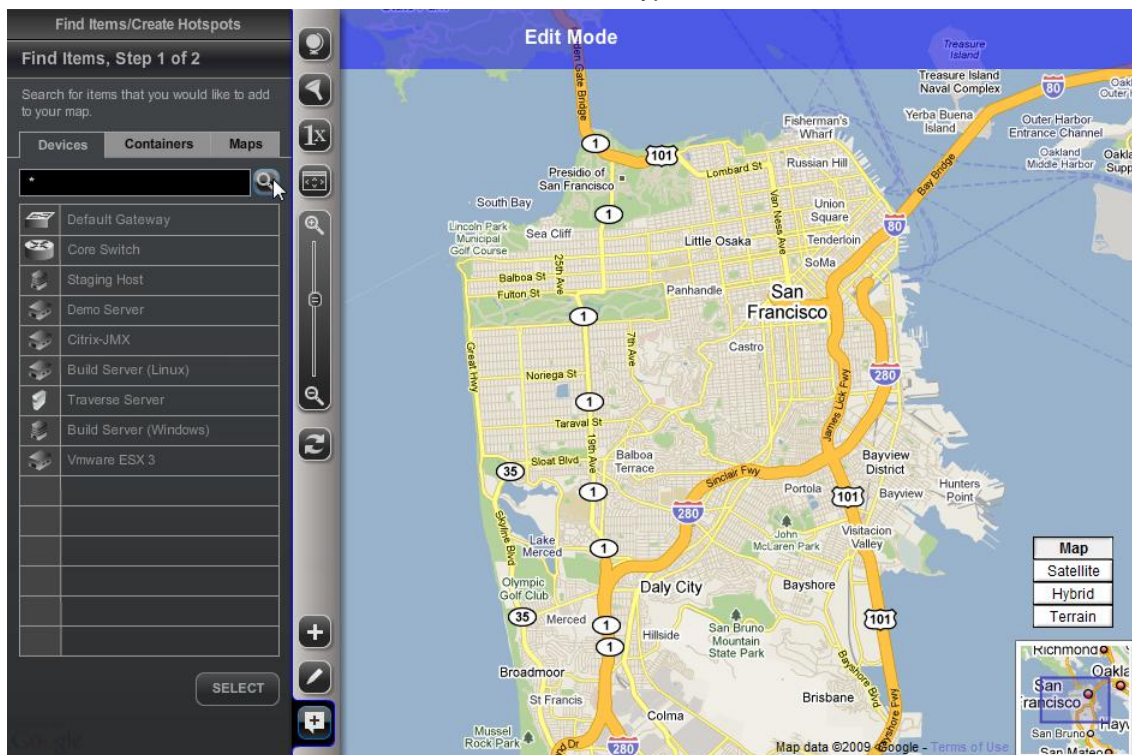 Find Items/Create Hotspots
Find Items, Step 1 of 2
Search for items that you would like to add
to your map.
Devices
Containers
Maps
*
Default Gateway
Core Switch
Staging Host
Demo Server
Citrix-JMX
Build Server (Linux)
Traverse Server
Build Server (Windows)
Vmware ESX 3
SELECT
1x
Edit Mode
Treasure
Island
Treasure Island
Naval Complex
80
Oakl
Outer H
Yerba Buena
Island
Outer Harbor
Entrance Channel
Oakland
Middle Harbor
Oakla
Supp
Bay Bridge
Golden Gate Bridge
Fisherman's
Wharf
1
101
Lombard St
Russian Hill
Presidio of
San Francisco
South Bay
1
Van Ness Ave
Union
Square
80
Lincoln Park
Municipal
Golf Course
Sea Cliff
Little Osaka
Tenderloin
SoMa
25th Ave
Balboa St
Fulton St
Panhandle
San
Francisco
1
7th Ave
Castro
Great Hwy
Noriega St
280
1
James Lick Fwy
Taraval St
19th Ave
Sloat Blvd
35
Balboa
Terrace
Sinclair Fwy
Bayview
District
Portola
101
Bayview
Hunters
Point
1
280
Skyline Blvd
Lake
Merced
John
McLaren Park
Visitacion
Valley
1
Map
Satellite
Hybrid
Terrain
Olympic
Golf Club
Daly City
Bayshore
35
Merced
1
1
Hillside
San Bruno
Mountain
State Park
101
Broadmoor
St Francis
Colma
Brisbane
Bayshore Blvd
Bayshore Fwy
Mussel
Rock Park
280
Map data ©2009 Google - Terms of Use
Richmond
Oakla
San
Francisco
Hayw
San Bruno
San Mateo